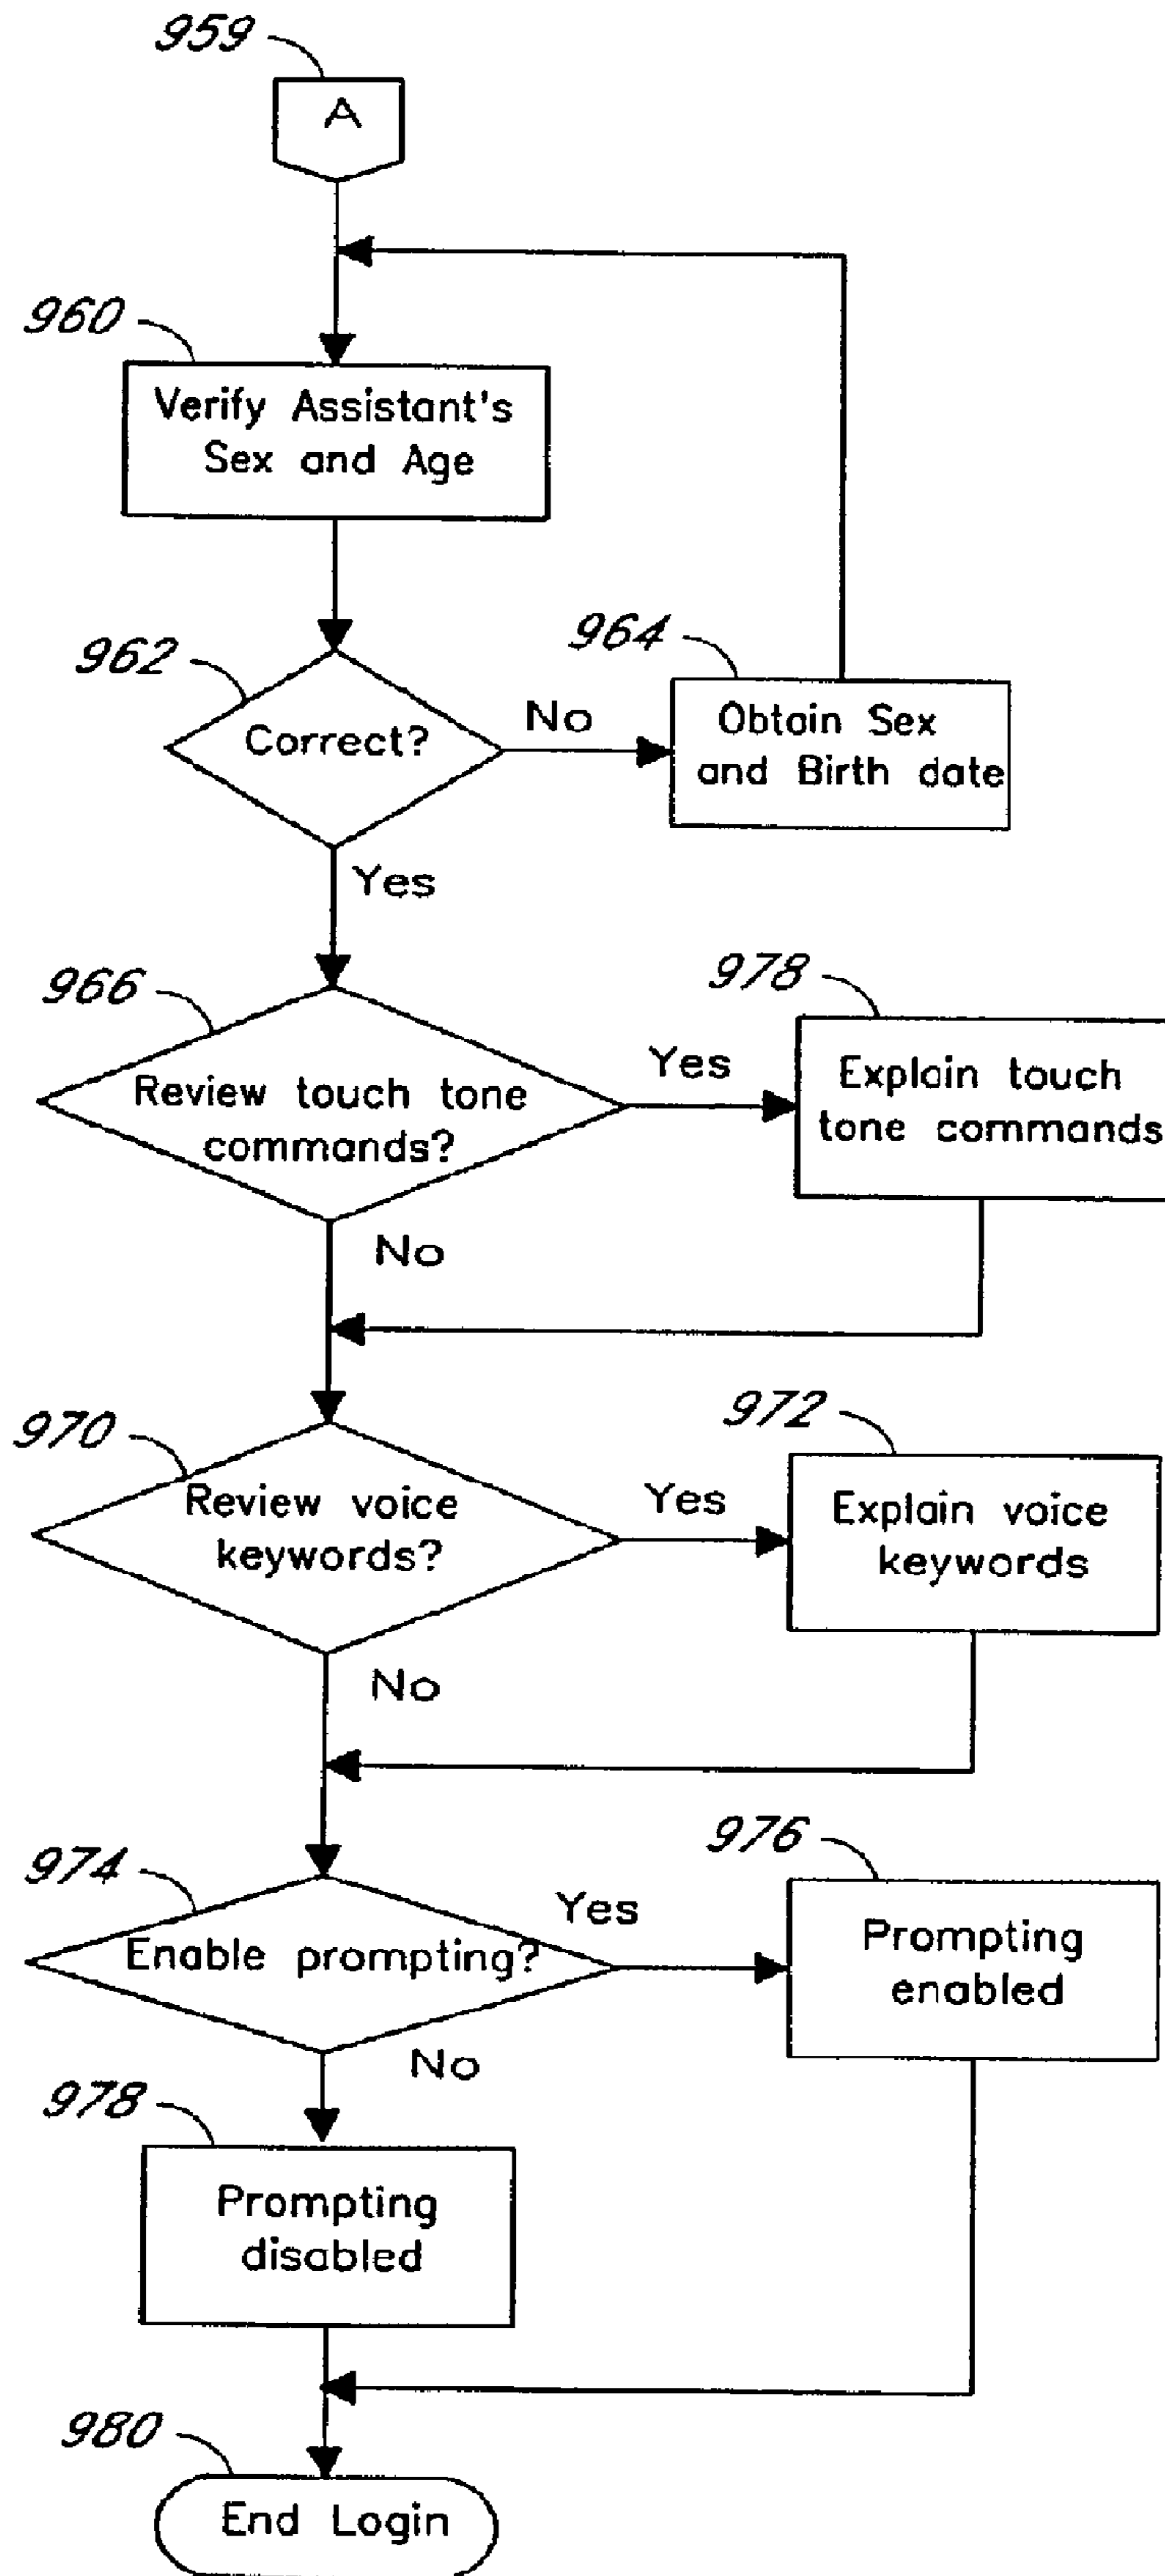 959
A
960
Verify Assistant's
Sex and Age
962
Correct?
No
964
Obtain Sex
and Birth date
Yes
966
Review touch tone
commands?
Yes
978
Explain touch
tone commands
No
970
Review voice
keywords?
Yes
972
Explain voice
keywords
No
974
Enable prompting?
Yes
976
Prompting
enabled
No
978
Prompting
disabled
980
End Login